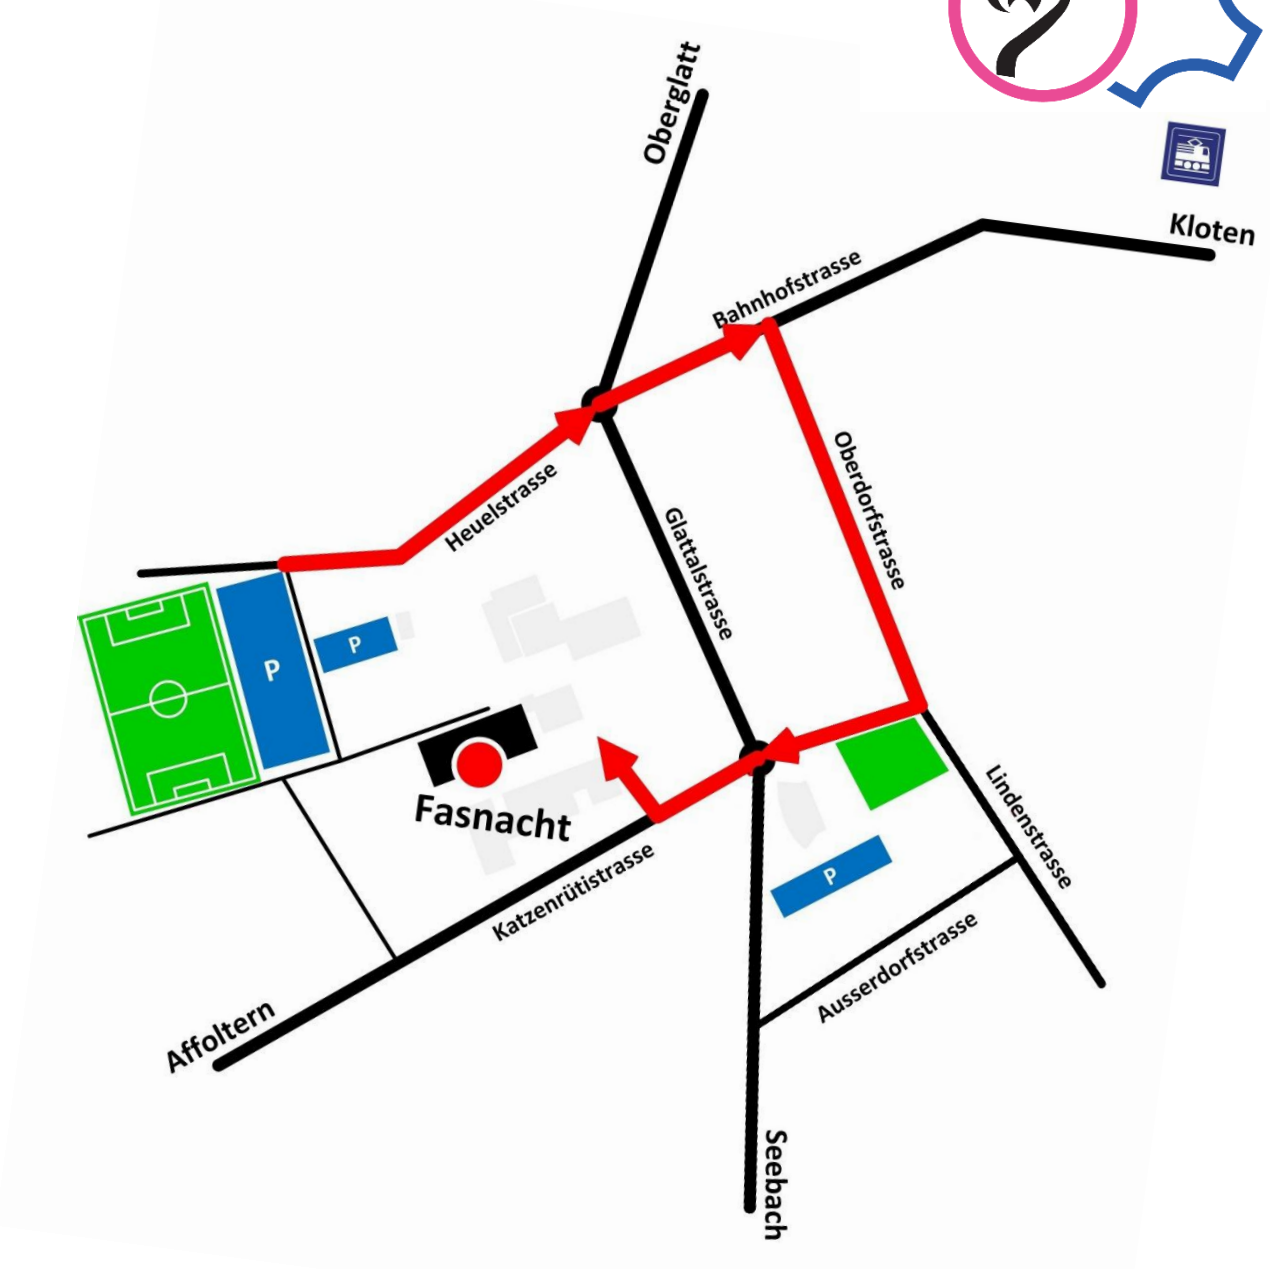 Oberglatt
Kloten
Bahnhofstrasse
Heuelstrasse
Oberdorfstrasse
Glattalstrasse
P
P
Fasnacht
Lindenstrasse
Katzenrütistrasse
P
Ausserdorfstrasse
Affoltern
Seebach